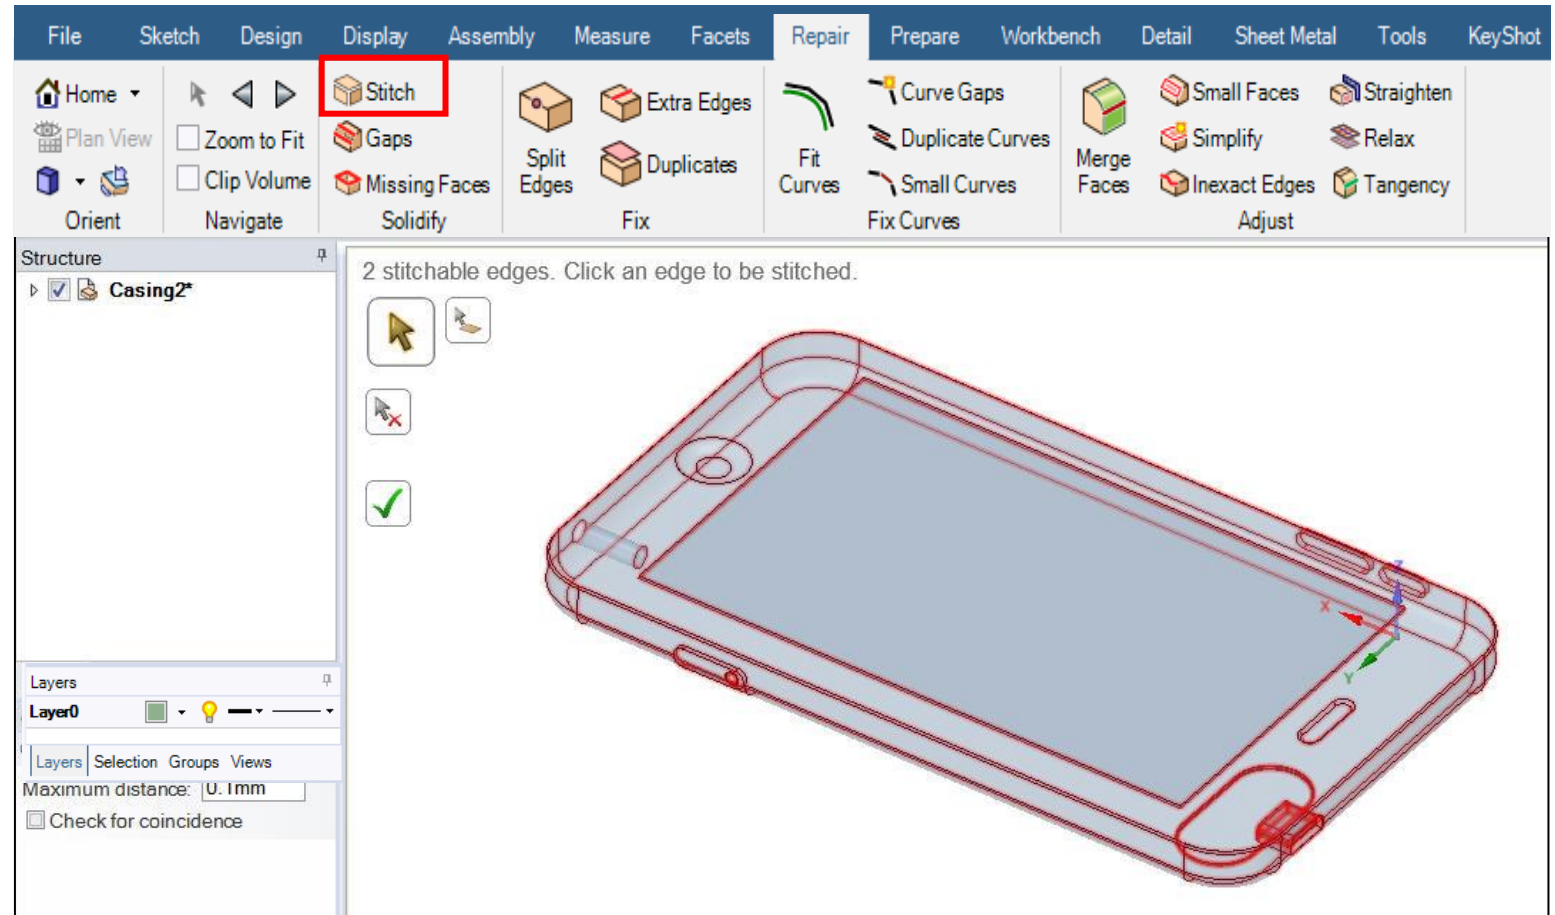 File Sketch Design Display Assembly Measure Facets Repair Prepare Workbench Detail Sheet Metal Tools KeyShot
Home Stitch Extra Edges Curve Gaps Small Faces Straighten
Plan View Zoom to Fit Gaps Split Edges Duplicates Fit Curves Duplicate Curves Merge Faces Simplify Relax
Clip Volume Missing Faces Small Curves Inexact Edges Tangency
Orient Navigate Solidify Fix Fix Curves Adjust
Structure
Casing2*
2 stitchable edges. Click an edge to be stitched.
Z
X
Y
Layers
Layer0
Layers Selection Groups Views
Maximum distance: 0.1mm
Check for coincidence